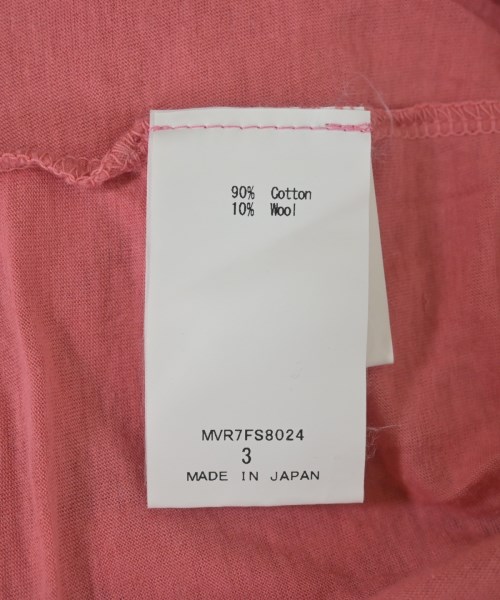 90% Cotton
10% Wool
MVR7FS8024
3
MADE IN JAPAN